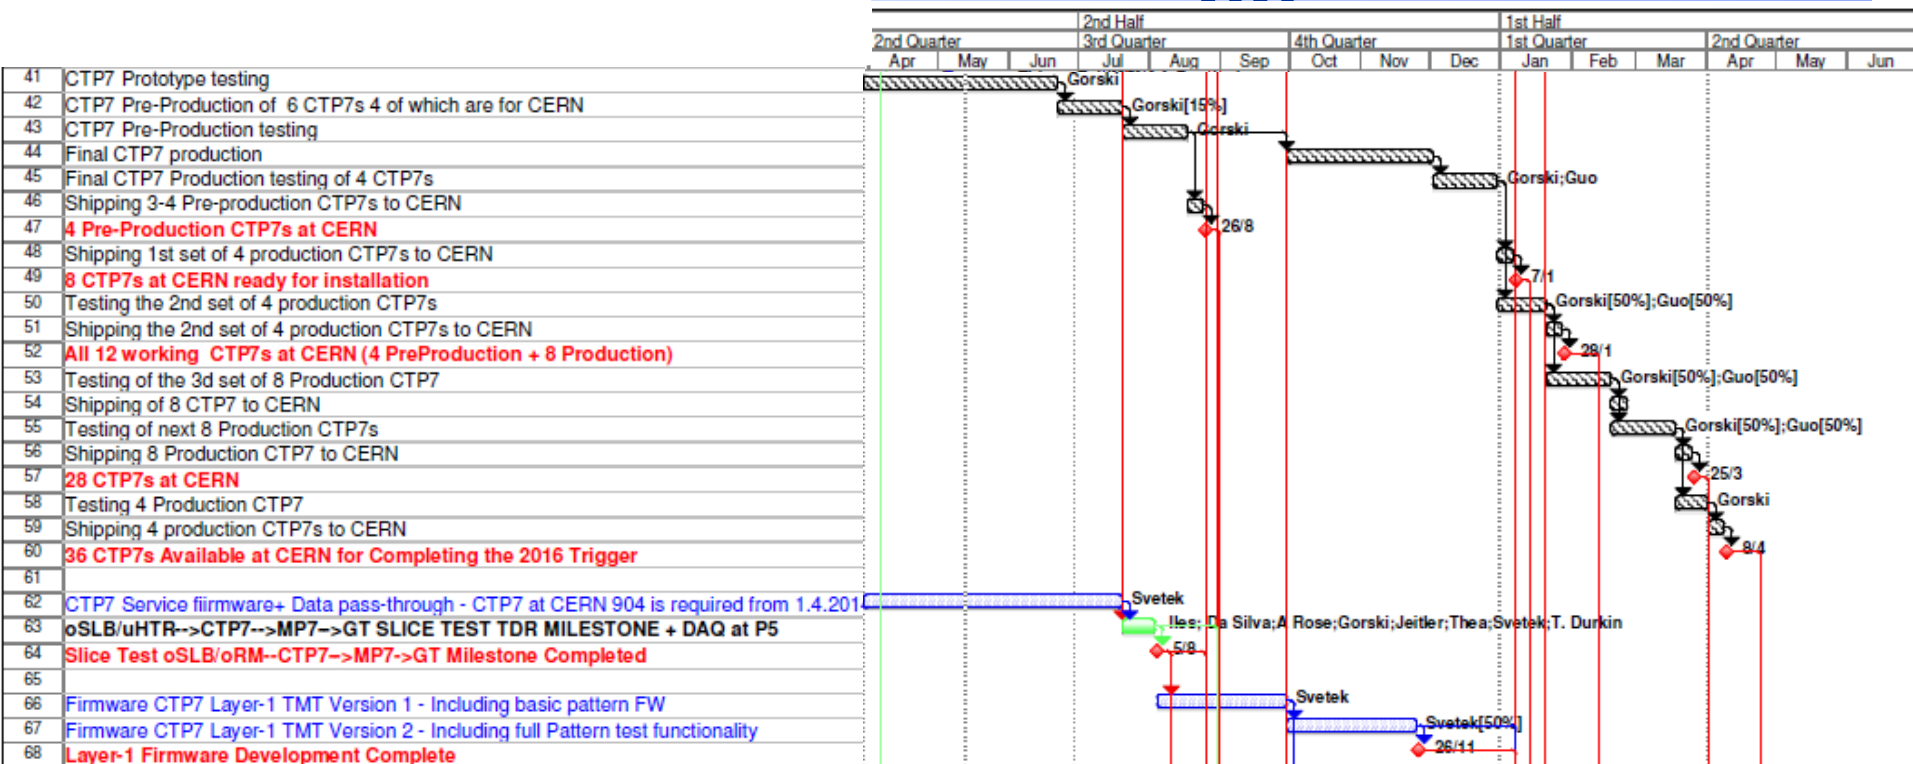 2nd Half 1st Half
2nd Quarter 3rd Quarter 4th Quarter 1st Quarter 2nd Quarter
Apr May Jun Jul Aug Sep Oct Nov Dec Jan Feb Mar Apr May Jun
41 CTP7 Prototype testing Gorski
42 CTP7 Pre-Production of 6 CTP7s 4 of which are for CERN Gorski[15%]
43 CTP7 Pre-Production testing Gorski
44 Final CTP7 production
45 Final CTP7 Production testing of 4 CTP7s Gorski;Guo
46 Shipping 3-4 Pre-production CTP7s to CERN
47 4 Pre-Production CTP7s at CERN 26/8
48 Shipping 1st set of 4 production CTP7s to CERN
49 8 CTP7s at CERN ready for installation 7/1
50 Testing the 2nd set of 4 production CTP7s Gorski[50%];Guo[50%]
51 Shipping the 2nd set of 4 production CTP7s to CERN
52 All 12 working CTP7s at CERN (4 PreProduction + 8 Production) 28/1
53 Testing of the 3d set of 8 Production CTP7 Gorski[50%];Guo[50%]
54 Shipping of 8 CTP7 to CERN
55 Testing of next 8 Production CTP7s Gorski[50%];Guo[50%]
56 Shipping 8 Production CTP7 to CERN
57 28 CTP7s at CERN 25/3
58 Testing 4 Production CTP7 Gorski
59 Shipping 4 production CTP7s to CERN
60 36 CTP7s Available at CERN for Completing the 2016 Trigger 8/4
61
62 CTP7 Service fiirmware+ Data pass-through - CTP7 at CERN 904 is required from 1.4.201 Svetek
63 oSLB/uHTR-->CTP7-->MP7-->GT SLICE TEST TDR MILESTONE + DAQ at P5 Iles; Da Silva;A Rose;Gorski;Jeitler;Thea;Svetek;T. Durkin
64 Slice Test oSLB/oRM--CTP7->MP7->GT Milestone Completed 5/8
65
66 Firmware CTP7 Layer-1 TMT Version 1 - Including basic pattern FW Svetek
67 Firmware CTP7 Layer-1 TMT Version 2 - Including full Pattern test functionality Svetek[50%]
68 Layer-1 Firmware Development Complete 26/11